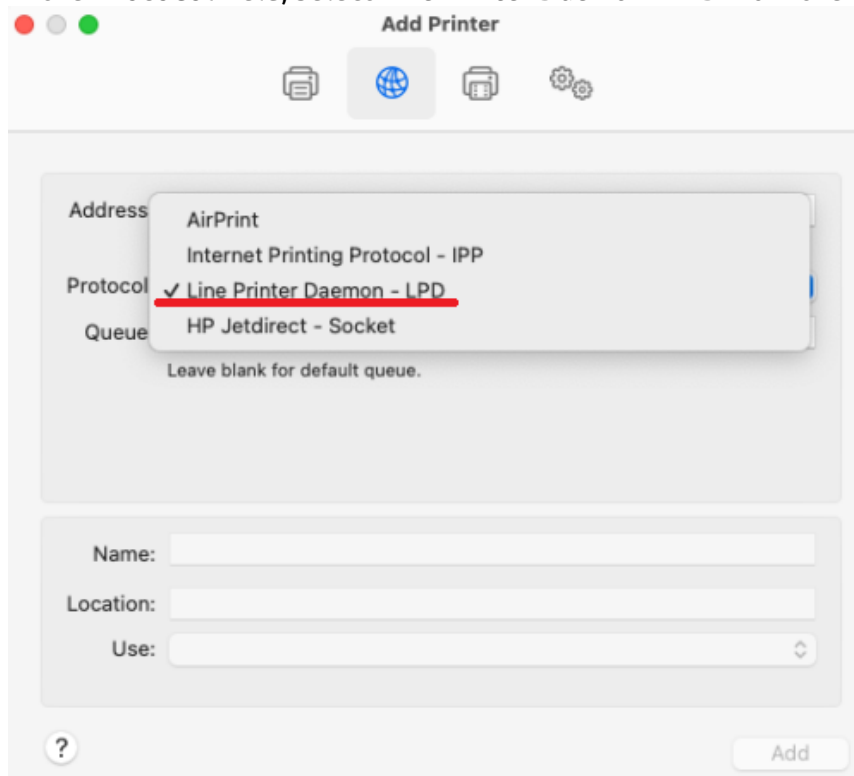 Add Printer
Address
AirPrint
Internet Printing Protocol - IPP
Protocol
✓ Line Printer Daemon - LPD
Queue
HP Jetdirect - Socket
Leave blank for default queue.
Name:
Location:
Use:
?
Add